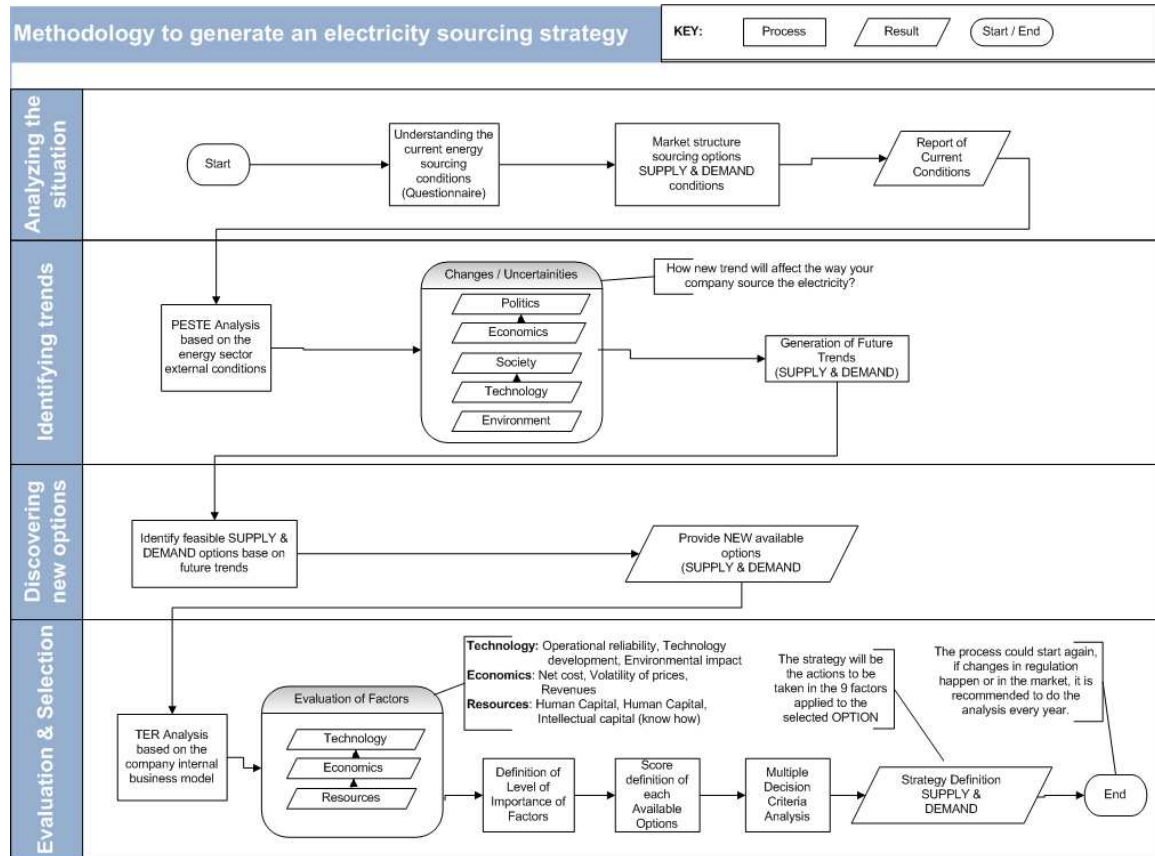 Methodology to generate an electricity sourcing strategy
KEY:
Process
Result
Start / End
Analyzing the
situation
Start
Understanding the
current energy
sourcing
conditions
(Questionnaire)
Market structure
sourcing options
SUPPLY & DEMAND
conditions
Report of
Current
Conditions
Identifying trends
PESTE Analysis
based on the
energy sector
external conditions
Changes / Uncertainities
Politics
Economics
Society
Technology
Environment
How new trend will affect the way your
company source the electricity?
Generation of Future
Trends
(SUPPLY & DEMAND)
Discovering
new options
Identify feasible SUPPLY &
DEMAND options base on
future trends
Provide NEW available
options
(SUPPLY & DEMAND
Evaluation & Selection
TER Analysis
based on the
company internal
business model
Evaluation of Factors
Technology
Economics
Resources
Technology: Operational reliability, Technology
development, Environmental impact
Economics: Net cost, Volatility of prices,
Revenues
Resources: Human Capital, Human Capital,
Intellectual capital (know how)
Definition of
Level of
Importance of
Factors
Score
definition of
each
Available
Options
Multiple
Decision
Criteria
Analysis
The strategy will be
the actions to be
taken in the 9 factors
applied to the
selected OPTION
Strategy Definition
SUPPLY &
DEMAND
The process could start again,
if changes in regulation
happen or in the market, it is
recommended to do the
analysis every year.
End